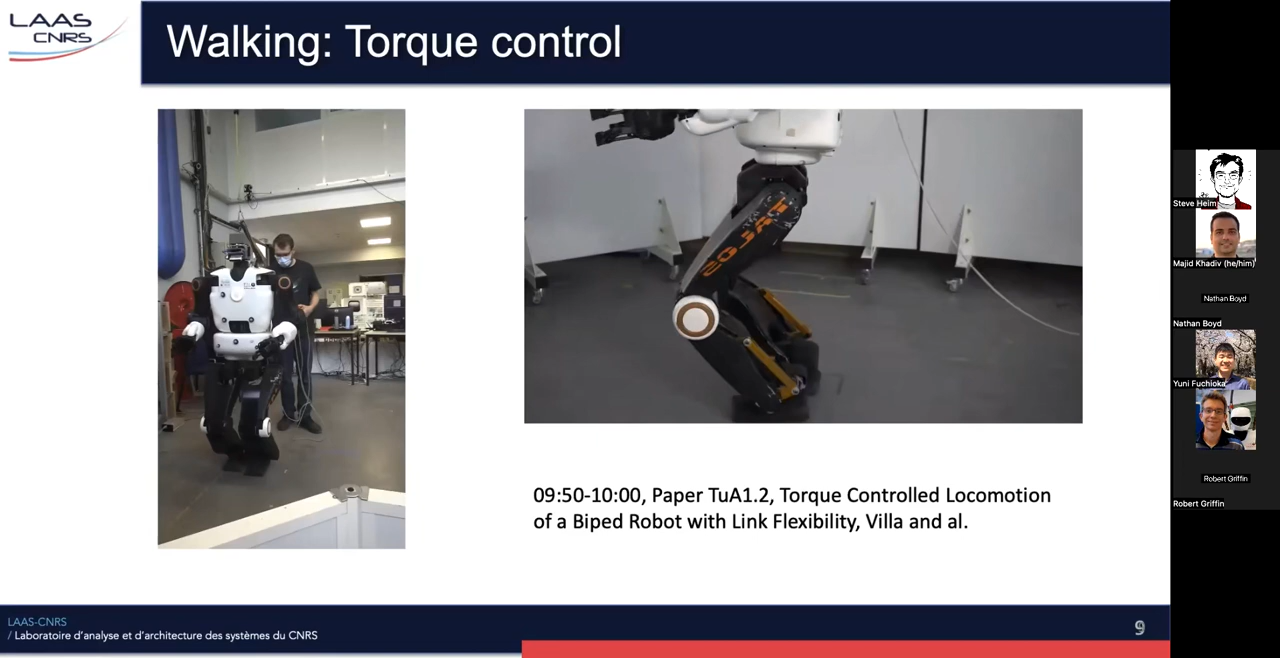 LAAS
CNRS
Walking: Torque control
09:50-10:00, Paper TuA1.2, Torque Controlled Locomotion
of a Biped Robot with Link Flexibility, Villa and al.
LAAS-CNRS
/ Laboratoire d'analyse et d'architecture des systèmes du CNRS
9
Steve Heim
Majid Khadiv (he/him)
Nathan Boyd
Nathan Boyd
Yuni Fuchioka
Robert Griffin
Robert Griffin